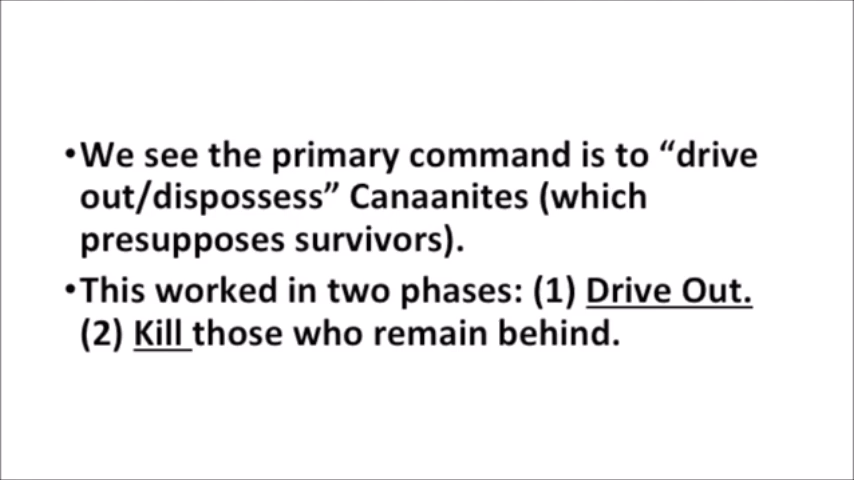 •We see the primary command is to “drive
out/dispossess” Canaanites (which
presupposes survivors).
•This worked in two phases: (1) Drive Out.
(2) Kill those who remain behind.